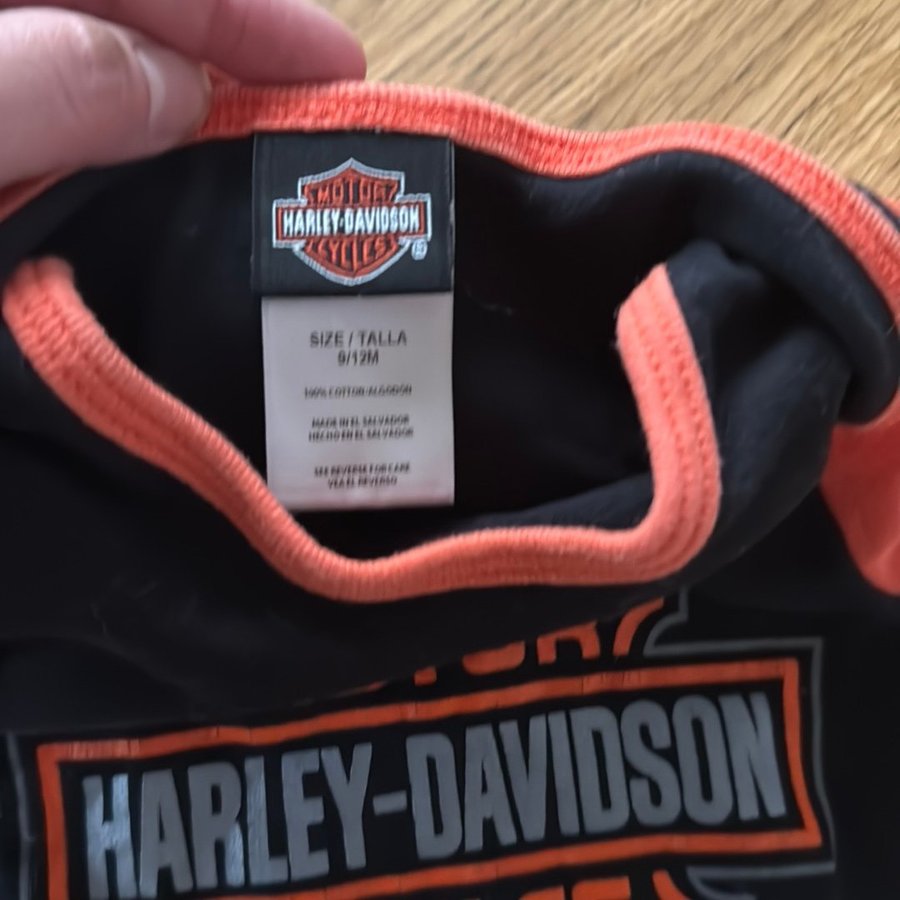 MOTOR
HARLEY-DAVIDSON
CYCLES
®
SIZE / TALLA
9/12M
100% COTTON-ALGODON
MADE IN EL SALVADOR
HECHO EN EL SALVADOR
SEE REVERSE FOR CARE
VEA EL REVERSO
MOTOR
HARLEY-DAVIDSON